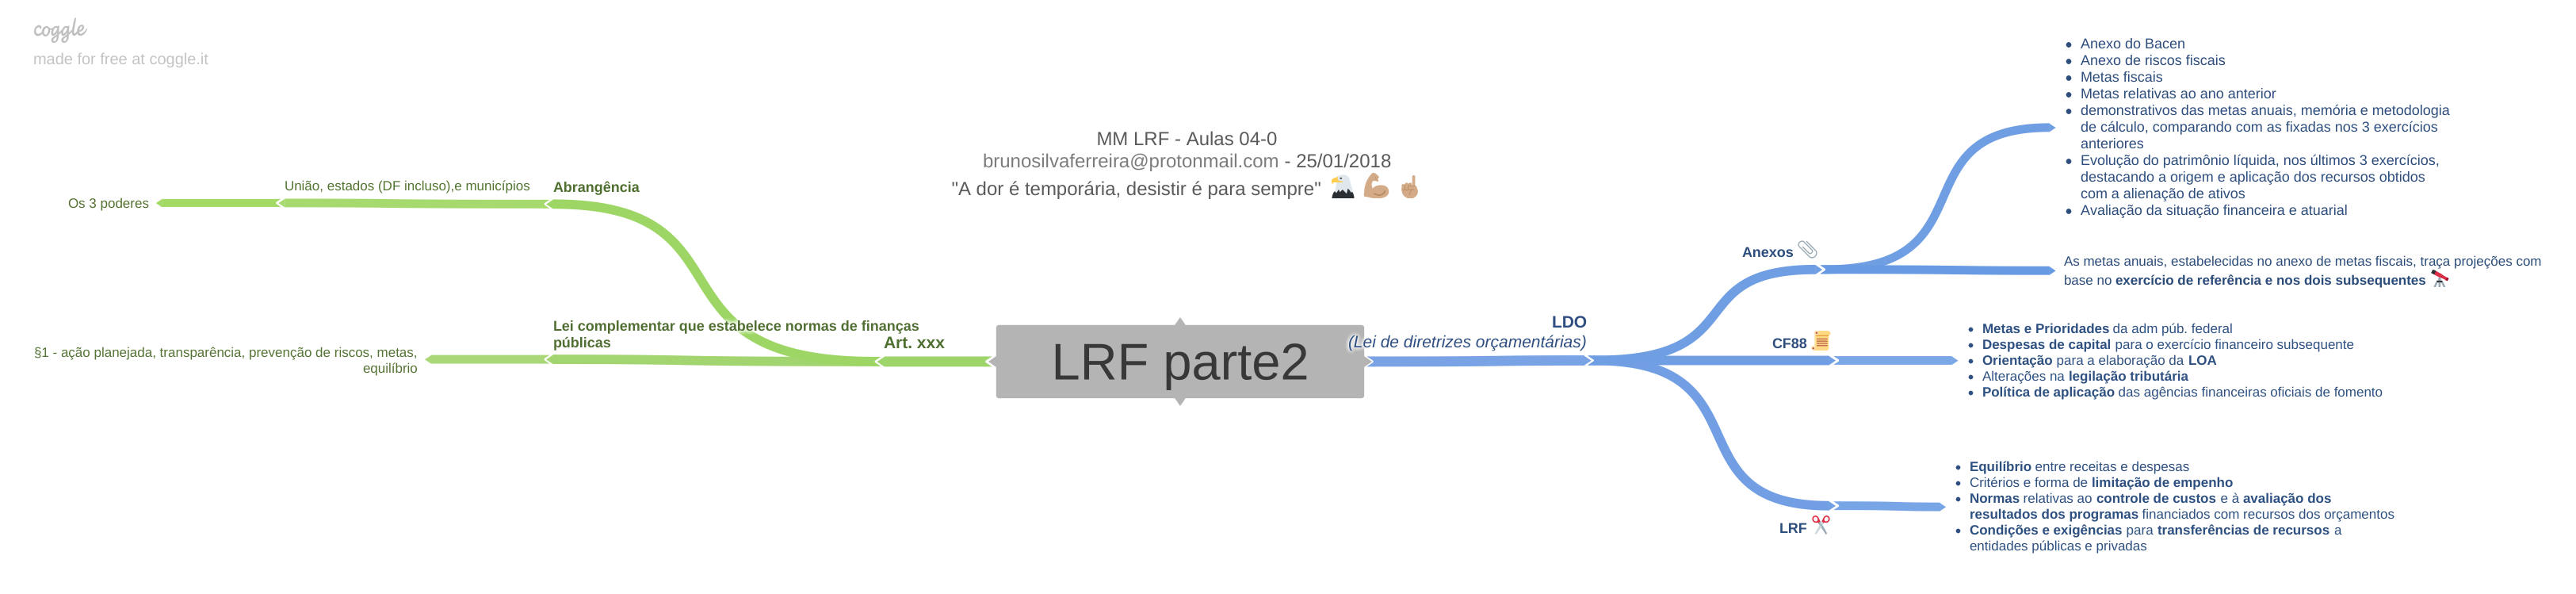 coggle
made for free at coggle.it
MM LRF - Aulas 04-0
brunosilvaferreira@protonmail.com - 25/01/2018
"A dor é temporária, desistir é para sempre" 🦅 💪🏽 ☝🏽
LRF parte2
Art. xxx
Abrangência
União, estados (DF incluso),e municípios
Os 3 poderes
Lei complementar que estabelece normas de finanças
públicas
§1 - ação planejada, transparência, prevenção de riscos, metas,
equilíbrio
LDO
(Lei de diretrizes orçamentárias)
Anexos 📎
• Anexo do Bacen
• Anexo de riscos fiscais
• Metas fiscais
• Metas relativas ao ano anterior
• demonstrativos das metas anuais, memória e metodologia
de cálculo, comparando com as fixadas nos 3 exercícios
anteriores
• Evolução do patrimônio líquida, nos últimos 3 exercícios,
destacando a origem e aplicação dos recursos obtidos
com a alienação de ativos
• Avaliação da situação financeira e atuarial
As metas anuais, estabelecidas no anexo de metas fiscais, traça projeções com
base no exercício de referência e nos dois subsequentes 🔭
CF88 📜
• Metas e Prioridades da adm púb. federal
• Despesas de capital para o exercício financeiro subsequente
• Orientação para a elaboração da LOA
• Alterações na legilação tributária
• Política de aplicação das agências financeiras oficiais de fomento
LRF ✂️
• Equilíbrio entre receitas e despesas
• Critérios e forma de limitação de empenho
• Normas relativas ao controle de custos e à avaliação dos
resultados dos programas financiados com recursos dos orçamentos
• Condições e exigências para transferências de recursos a
entidades públicas e privadas